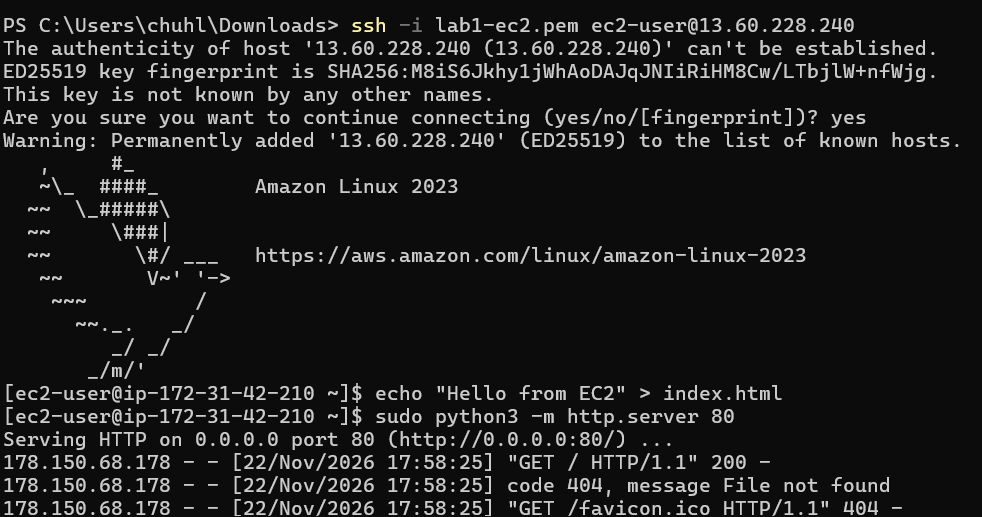 PS C:\Users\chuhl\Downloads> ssh -i lab1-ec2.pem ec2-user@13.60.228.240
The authenticity of host '13.60.228.240 (13.60.228.240)' can't be established.
ED25519 key fingerprint is SHA256:M8iS6Jkhy1jWhAoDAJqJNIiRiHM8Cw/LTbjlW+nfWjg.
This key is not known by any other names.
Are you sure you want to continue connecting (yes/no/[fingerprint])? yes
Warning: Permanently added '13.60.228.240' (ED25519) to the list of known hosts.
   ,     #_
   ~\_  ####_        Amazon Linux 2023
  ~~  \_#####\
  ~~     \###|
  ~~       \#/ ___   https://aws.amazon.com/linux/amazon-linux-2023
   ~~       V~' '->
    ~~~         /
      ~~._.   _/
         _/ _/
       _/m/'
[ec2-user@ip-172-31-42-210 ~]$ echo "Hello from EC2" > index.html
[ec2-user@ip-172-31-42-210 ~]$ sudo python3 -m http.server 80
Serving HTTP on 0.0.0.0 port 80 (http://0.0.0.0:80/) ...
178.150.68.178 - - [22/Nov/2026 17:58:25] "GET / HTTP/1.1" 200 -
178.150.68.178 - - [22/Nov/2026 17:58:25] code 404, message File not found
178.150.68.178 - - [22/Nov/2026 17:58:25] "GET /favicon.ico HTTP/1.1" 404 -